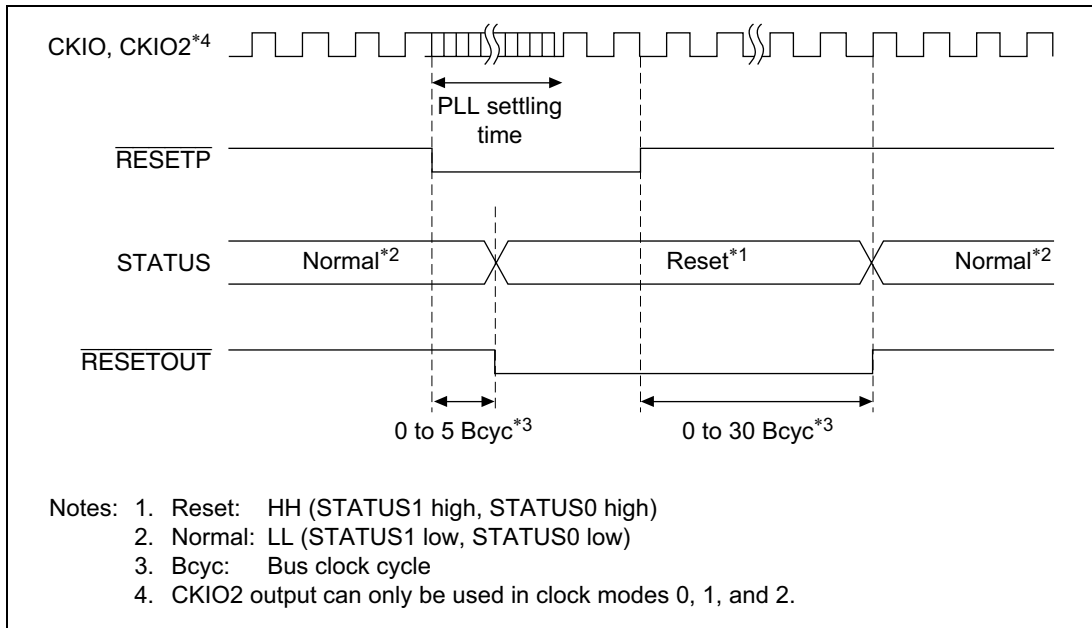 CKIO, CKIO2*4
PLL settling
time
RESETP
STATUS
Normal*2
Reset*1
Normal*2
RESETOUT
0 to 5 Bcyc*3
0 to 30 Bcyc*3
Notes: 1. Reset: HH (STATUS1 high, STATUS0 high)
2. Normal: LL (STATUS1 low, STATUS0 low)
3. Bcyc: Bus clock cycle
4. CKIO2 output can only be used in clock modes 0, 1, and 2.